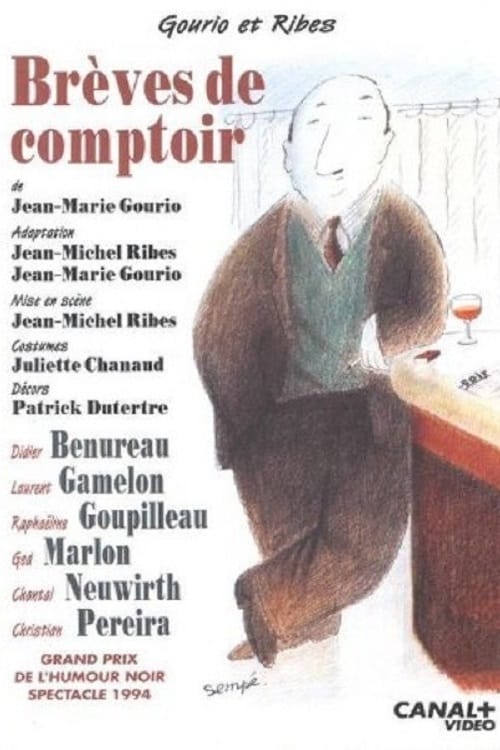 Gourio et Ribes
Brèves de
comptoir
de
Jean-Marie Gourio
Adaptation
Jean-Michel Ribes
Jean-Marie Gourio
Mise en scène
Jean-Michel Ribes
Costumes
Juliette Chanaud
Décors
Patrick Dutertre
Didier Benureau
Laurent Gamelon
Raphaëline Goupilleau
Ged Marlon
Chantal Neuwirth
Christian Pereira
GRAND PRIX
DE L'HUMOUR NOIR
SPECTACLE 1994
sempé.
CANAL+
VIDEO